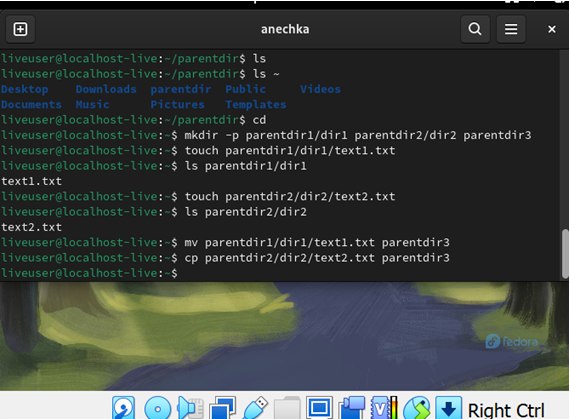 anechka
liveuser@localhost-live:~/parentdir$ ls
liveuser@localhost-live:~/parentdir$ ls ~
Desktop    Downloads  parentdir  Public     Videos
Documents  Music      Pictures   Templates
liveuser@localhost-live:~/parentdir$ cd
liveuser@localhost-live:~$ mkdir -p parentdir1/dir1 parentdir2/dir2 parentdir3
liveuser@localhost-live:~$ touch parentdir1/dir1/text1.txt
liveuser@localhost-live:~$ ls parentdir1/dir1
text1.txt
liveuser@localhost-live:~$ touch parentdir2/dir2/text2.txt
liveuser@localhost-live:~$ ls parentdir2/dir2
text2.txt
liveuser@localhost-live:~$ mv parentdir1/dir1/text1.txt parentdir3
liveuser@localhost-live:~$ cp parentdir2/dir2/text2.txt parentdir3
liveuser@localhost-live:~$
fedora
Right Ctrl